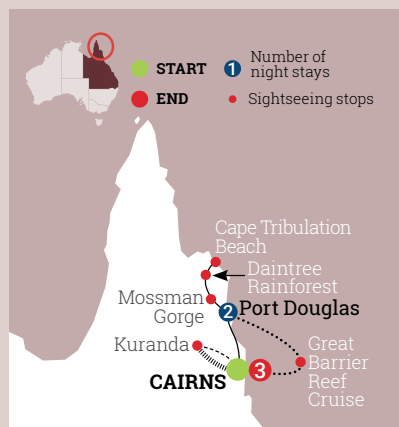 START
END
1
Number of
night stays
Sightseeing stops
Cape Tribulation
Beach
Daintree
Rainforest
Mossman
Gorge
2
Port Douglas
Kuranda
CAIRNS
3
Great
Barrier
Reef
Cruise